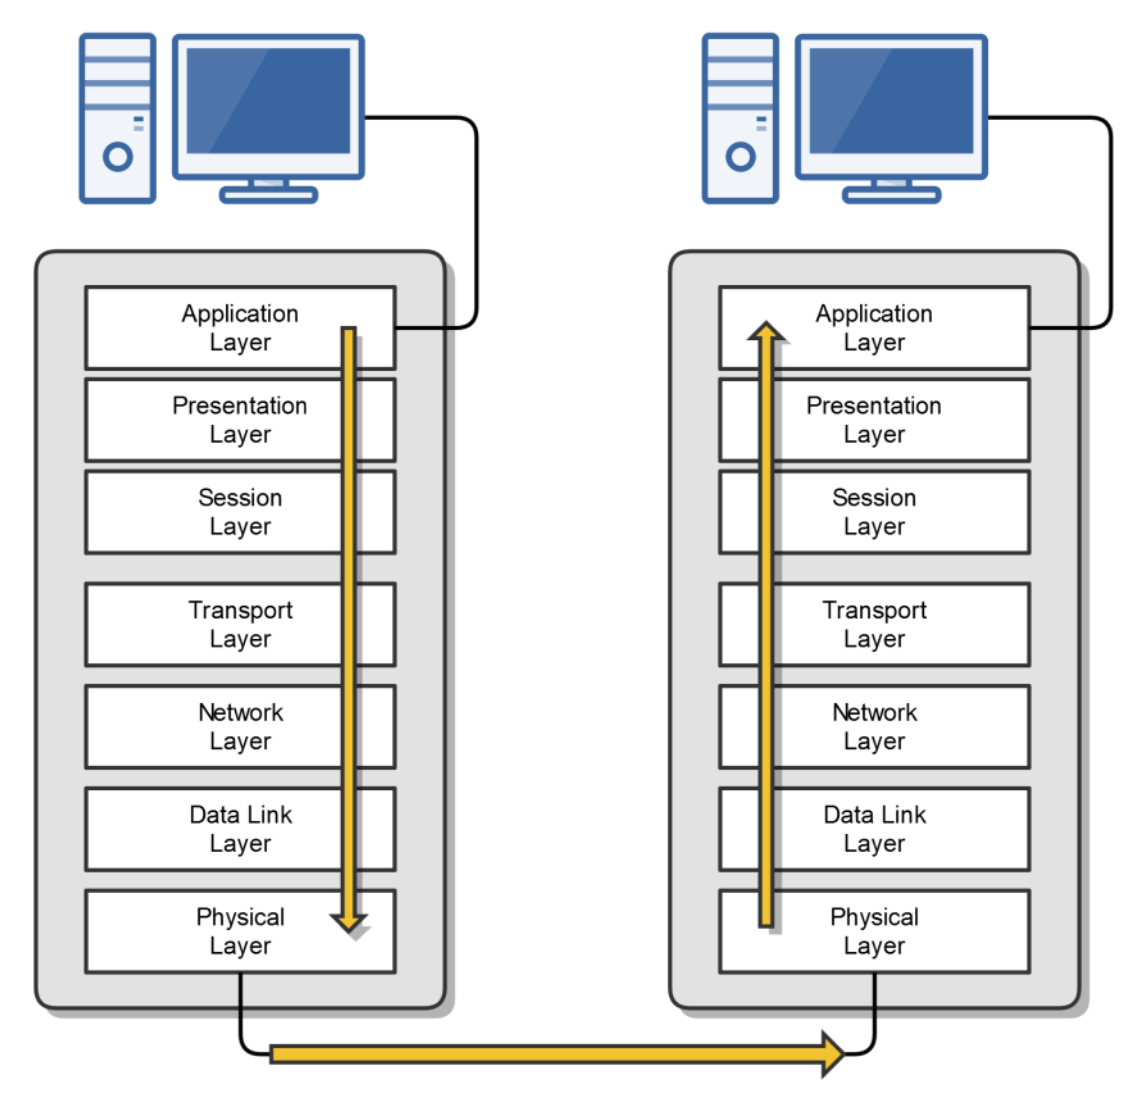 Application
Layer
Presentation
Layer
Session
Layer
Transport
Layer
Network
Layer
Data Link
Layer
Physical
Layer
Application
Layer
Presentation
Layer
Session
Layer
Transport
Layer
Network
Layer
Data Link
Layer
Physical
Layer